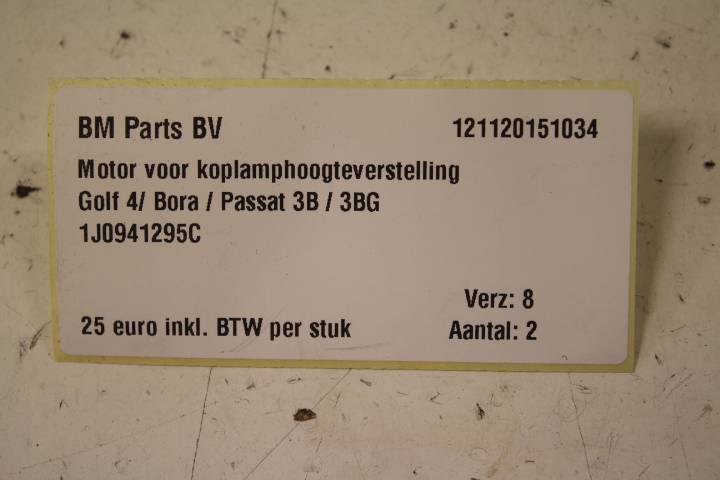 BM Parts BV 121120151034
Motor voor koplamphoogteverstelling
Golf 4/ Bora / Passat 3B / 3BG
1J0941295C
Verz: 8
25 euro inkl. BTW per stuk Aantal: 2